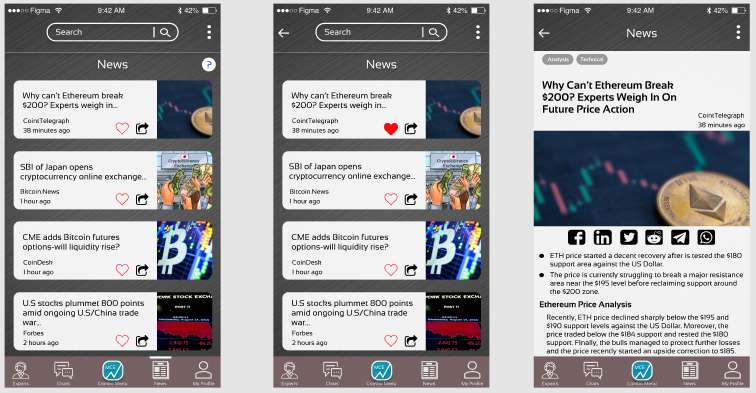 Figma 9:42 AM 42%
Search
News
?
Why can't Ethereum break
$200? Experts weigh in...
CointTelegraph
38 minutes ago
SBI of Japan opens
cryptocurrency online exchange...
Bitcoin.News
1 hour ago
Cryptocurrency
Exchange
CME adds Bitcoin futures
options-will liquidity rise?
CoinDesk
1 hour ago
U.S stocks plummet 800 points
amid ongoing U.S/China trade
war...
Forbes
2 hours ago
Experts
Chats
MCE
News
My Profile
Figma 9:42 AM 42%
Search
News
Why can't Ethereum break
$200? Experts weigh in...
CointTelegraph
38 minutes ago
SBI of Japan opens
cryptocurrency online exchange...
Bitcoin.News
1 hour ago
Cryptocurrency
Exchange
CME adds Bitcoin futures
options-will liquidity rise?
CoinDesk
1 hour ago
U.S stocks plummet 800 points
amid ongoing U.S/China trade
war...
Forbes
2 hours ago
Experts
Chats
MCE
News
My Profile
Figma 9:42 AM 42%
News
Analysis Technical
Why Can't Ethereum Break
$200? Experts Weigh In On
Future Price Action
CointTelegraph
38 minutes ago
ETH price started a decent recovery after is tested the $180
support area against the US Dollar.
The price is currently struggling to break a major resistance
area near the $195 level before reclaiming support around
the $200 zone.
Ethereum Price Analysis
Recently, ETH price declined sharply below the $195 and
$190 support levels against the US Dollar. Moreover, the
price traded below the $184 support and rested the $180
support. FInally, the bulls managed to protect further losses
and the price recently started an upside correction to $185.
Experts
Chats
MCE
News
My Profile